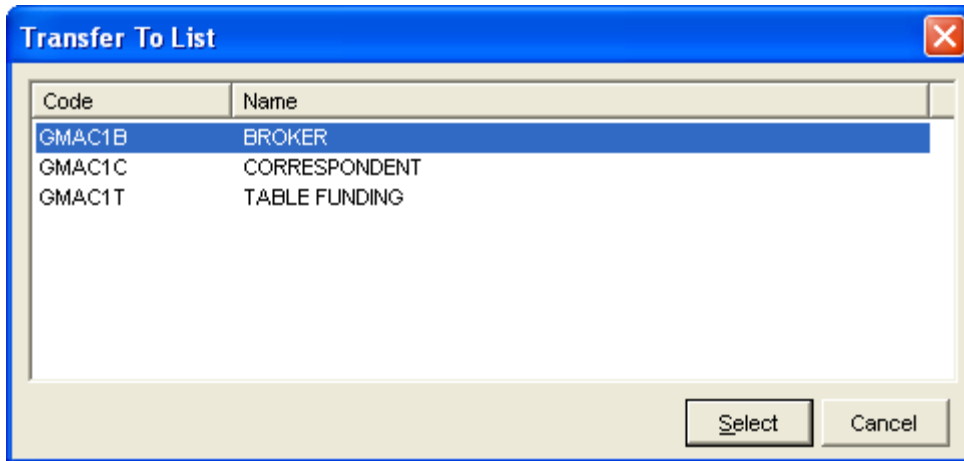 Transfer To List
Code Name
GMAC1B BROKER
GMAC1C CORRESPONDENT
GMAC1T TABLE FUNDING
Select Cancel